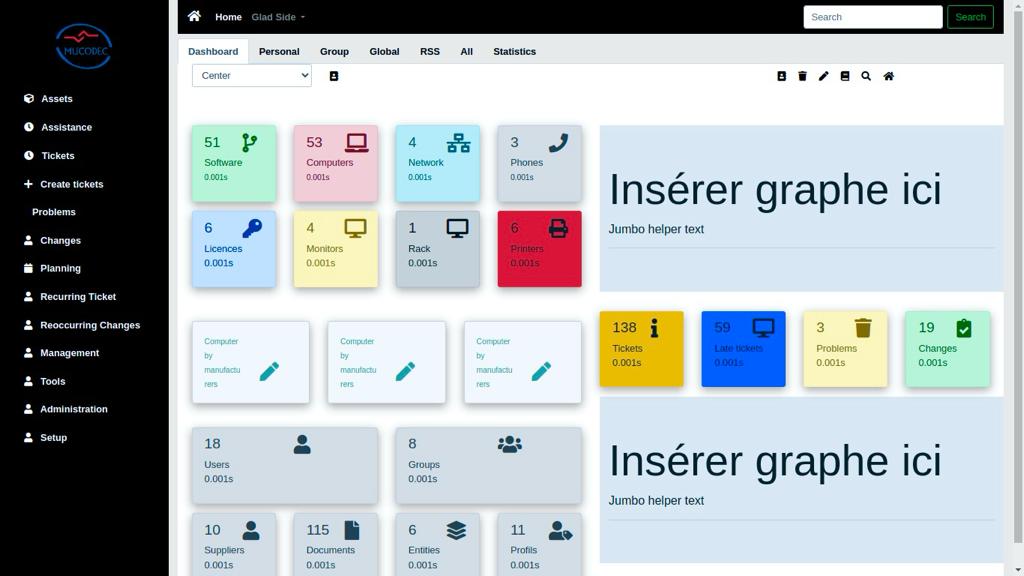 MUCODEC
Assets
Assistance
Tickets
Create tickets
Problems
Changes
Planning
Recurring Ticket
Reoccurring Changes
Management
Tools
Administration
Setup
Home
Glad Side
Search
Search
Dashboard
Personal
Group
Global
RSS
All
Statistics
Center
51
Software
0.001s
53
Computers
0.001s
4
Network
0.001s
3
Phones
0.001s
6
Licences
0.001s
4
Monitors
0.001s
1
Rack
0.001s
6
Printers
0.001s
Insérer graphe ici
Jumbo helper text
Computer
by
manufactu
rers
Computer
by
manufactu
rers
Computer
by
manufactu
rers
138
Tickets
0.001s
59
Late tickets
0.001s
3
Problems
0.001s
19
Changes
0.001s
18
Users
0.001s
8
Groups
0.001s
Insérer graphe ici
Jumbo helper text
10
Suppliers
0.001s
115
Documents
0.001s
6
Entities
0.001s
11
Profils
0.001s